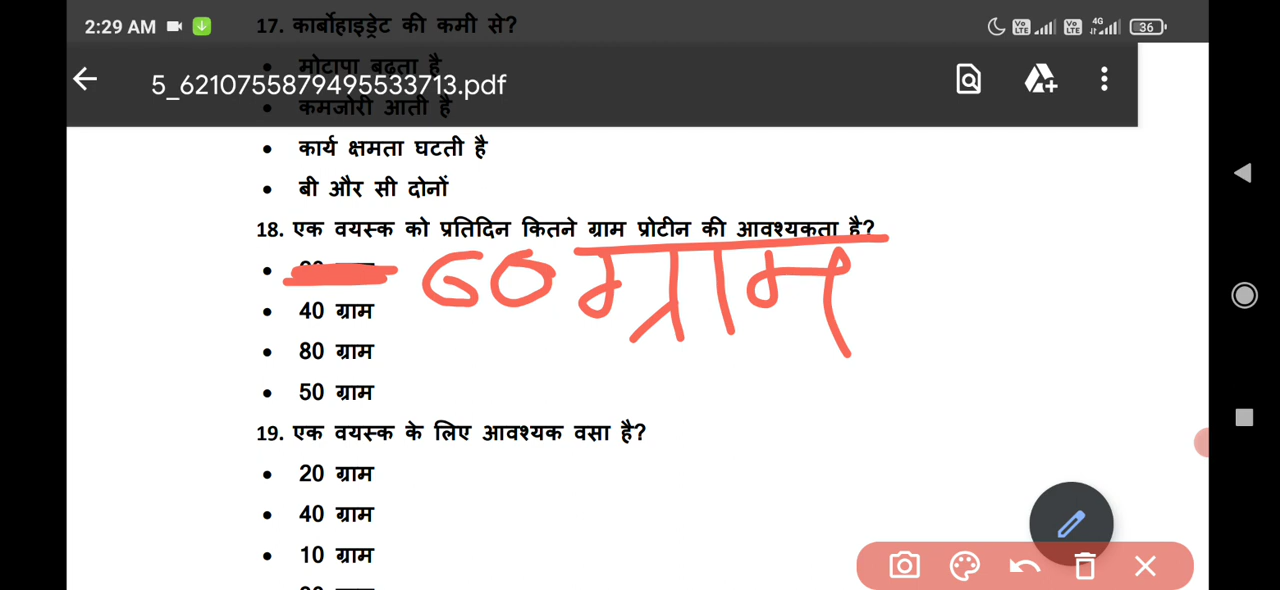 2:29 AM 4G 36
17. कार्बोहाइड्रेट की कमी से?
मोटापा बढ़ता है
5_6210755879495533713.pdf
कमजोरी आती है
• कार्य क्षमता घटती है
• बी और सी दोनों
18. एक वयस्क को प्रतिदिन कितने ग्राम प्रोटीन की आवश्यकता है?
• 60 ग्राम
• 40 ग्राम
• 80 ग्राम
• 50 ग्राम
19. एक वयस्क के लिए आवश्यक वसा है?
• 20 ग्राम
• 40 ग्राम
• 10 ग्राम